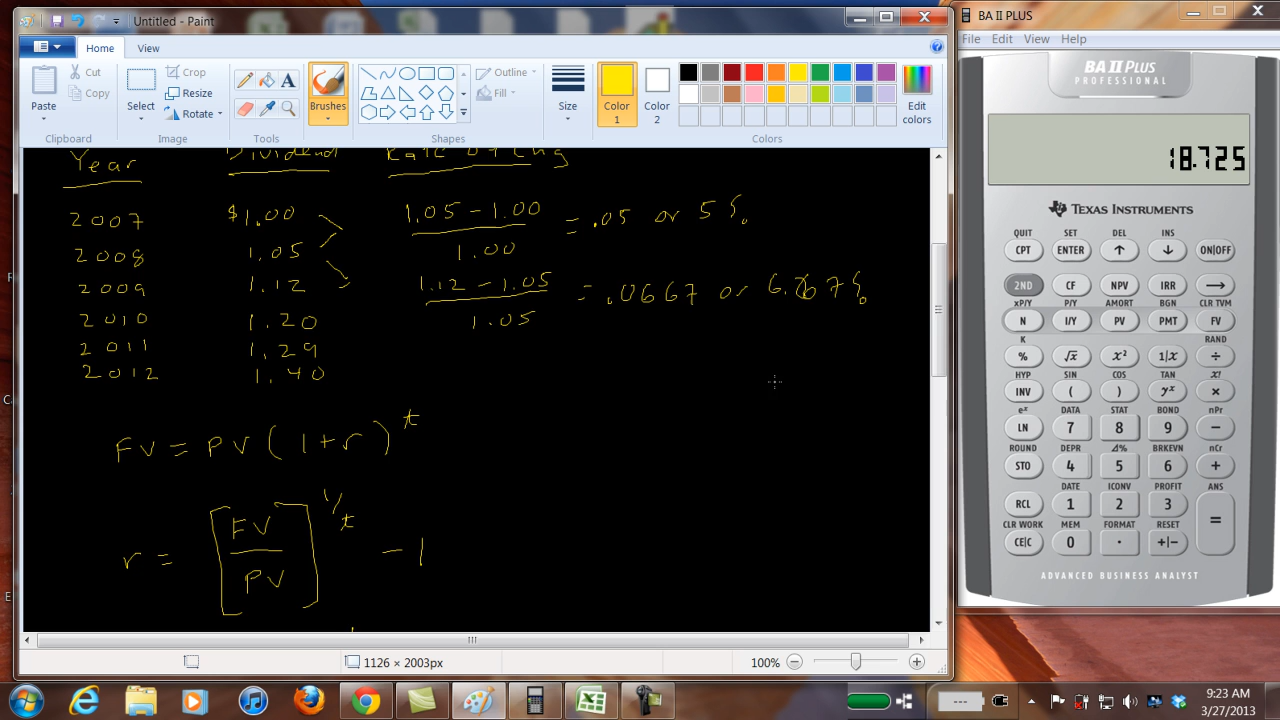 Untitled - Paint
BA II PLUS
Home View
File Edit View Help
Paste
Cut
Copy
Select
Crop
Resize
Rotate
Brushes
Outline
Fill
Size
Color 1
Color 2
Edit colors
Clipboard Image Tools Shapes Colors
Year Dividend Rate of Chg
2007 $1.00 1.05 - 1.00 / 1.00 = .05 or 5%
2008 1.05
2009 1.12 1.12 - 1.05 / 1.05 = .0667 or 6.67%
2010 1.20
2011 1.29
2012 1.40
FV = PV (1+r)^t
r = [FV/PV]^1/t - 1
1126 × 2003px 100%
BA II PLUS
PROFESSIONAL
18.725
TEXAS INSTRUMENTS
QUIT SET DEL INS
CPT ENTER ↑ ↓ ON|OFF
2ND CF NPV IRR →
xP/Y P/Y AMORT BGN CLR TVM
N I/Y PV PMT FV
K RAND
% √x x² 1/x ÷
HYP SIN COS TAN x!
INV ( ) yˣ ×
eˣ DATA STAT BOND nPr
LN 7 8 9 −
ROUND DEPR Δ% BRKEVN nCr
STO 4 5 6 +
DATE ICONV PROFIT ANS
RCL 1 2 3 =
CLR WORK MEM FORMAT RESET
CE|C 0 . +|−
ADVANCED BUSINESS ANALYST
9:23 AM
3/27/2013